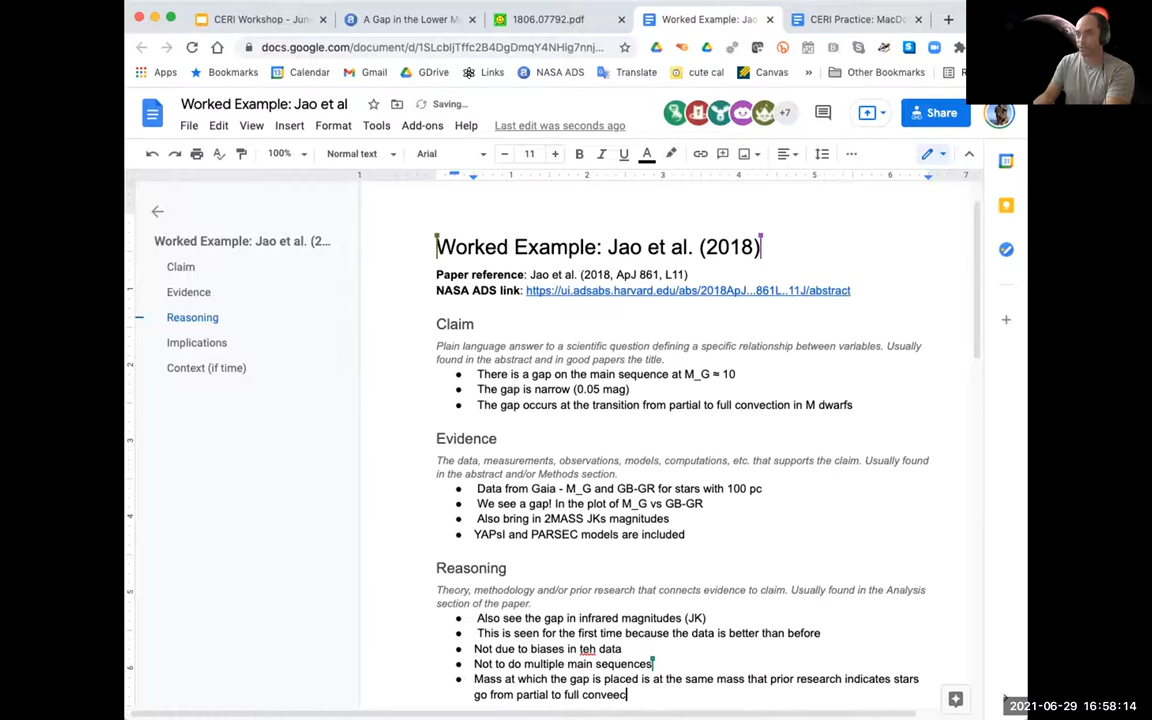 CERI Workshop - June
A Gap in the Lower M
1806.07792.pdf
Worked Example: Jao
CERI Practice: MacDo
docs.google.com/document/d/1SLcbljTffc2B4DgDmqY4NHlg7nnj...
Apps
Bookmarks
Calendar
Gmail
GDrive
Links
NASA ADS
Translate
cute cal
Canvas
Other Bookmarks
Worked Example: Jao et al
Saving...
+7
Share
File Edit View Insert Format Tools Add-ons Help Last edit was seconds ago
100% Normal text Arial 11
1 1 2 3 4 5 6 7
Worked Example: Jao et al. (2...
Claim
Evidence
Reasoning
Implications
Context (if time)
Worked Example: Jao et al. (2018)
Paper reference: Jao et al. (2018, ApJ 861, L11)
NASA ADS link: https://ui.adsabs.harvard.edu/abs/2018ApJ...861L..11J/abstract
Claim
Plain language answer to a scientific question defining a specific relationship between variables. Usually
found in the abstract and in good papers the title.
● There is a gap on the main sequence at M_G ≈ 10
● The gap is narrow (0.05 mag)
● The gap occurs at the transition from partial to full convection in M dwarfs
Evidence
The data, measurements, observations, models, computations, etc. that supports the claim. Usually found
in the abstract and/or Methods section.
● Data from Gaia - M_G and GB-GR for stars with 100 pc
● We see a gap! In the plot of M_G vs GB-GR
● Also bring in 2MASS JKs magnitudes
● YAPsI and PARSEC models are included
Reasoning
Theory, methodology and/or prior research that connects evidence to claim. Usually found in the Analysis
section of the paper.
● Also see the gap in infrared magnitudes (JK)
● This is seen for the first time because the data is better than before
● Not due to biases in teh data
● Not to do multiple main sequences
● Mass at which the gap is placed is at the same mass that prior research indicates stars
go from partial to full conveec
2021-06-29 16:58:14